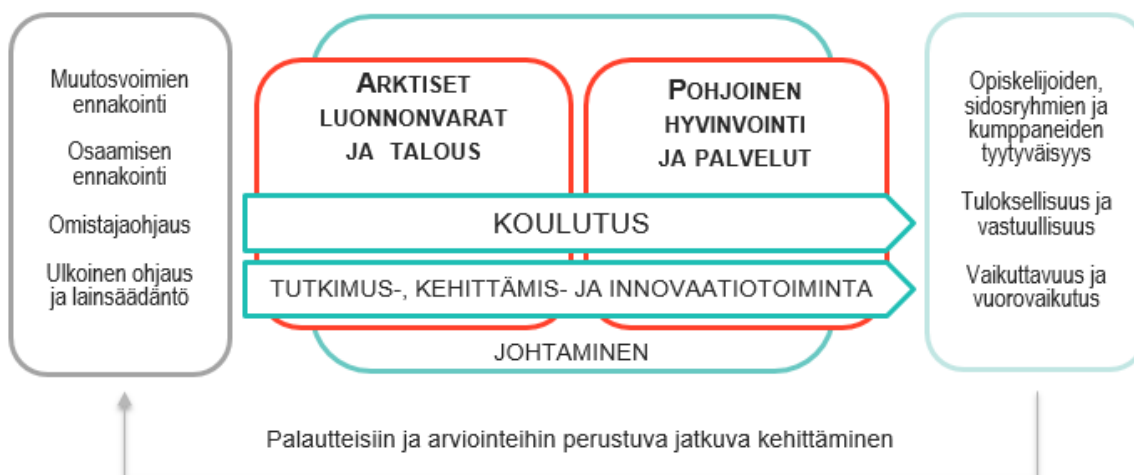 Muutosvoimien
ennakointi
Osaamisen
ennakointi
Omistajaohjaus
Ulkoinen ohjaus
ja lainsäädäntö
ARKTISET
LUONNONVARAT
JA TALOUS
POHJOINEN
HYVINVOINTI
JA PALVELUT
KOULUTUS
TUTKIMUS-, KEHITTÄMIS- JA INNOVAATIOTOIMINTA
JOHTAMINEN
Opiskelijoiden,
sidosryhmien ja
kumppaneiden
tyytyväisyys
Tuloksellisuus ja
vastuullisuus
Vaikuttavuus ja
vuorovaikutus
Palautteisiin ja arviointeihin perustuva jatkuva kehittäminen